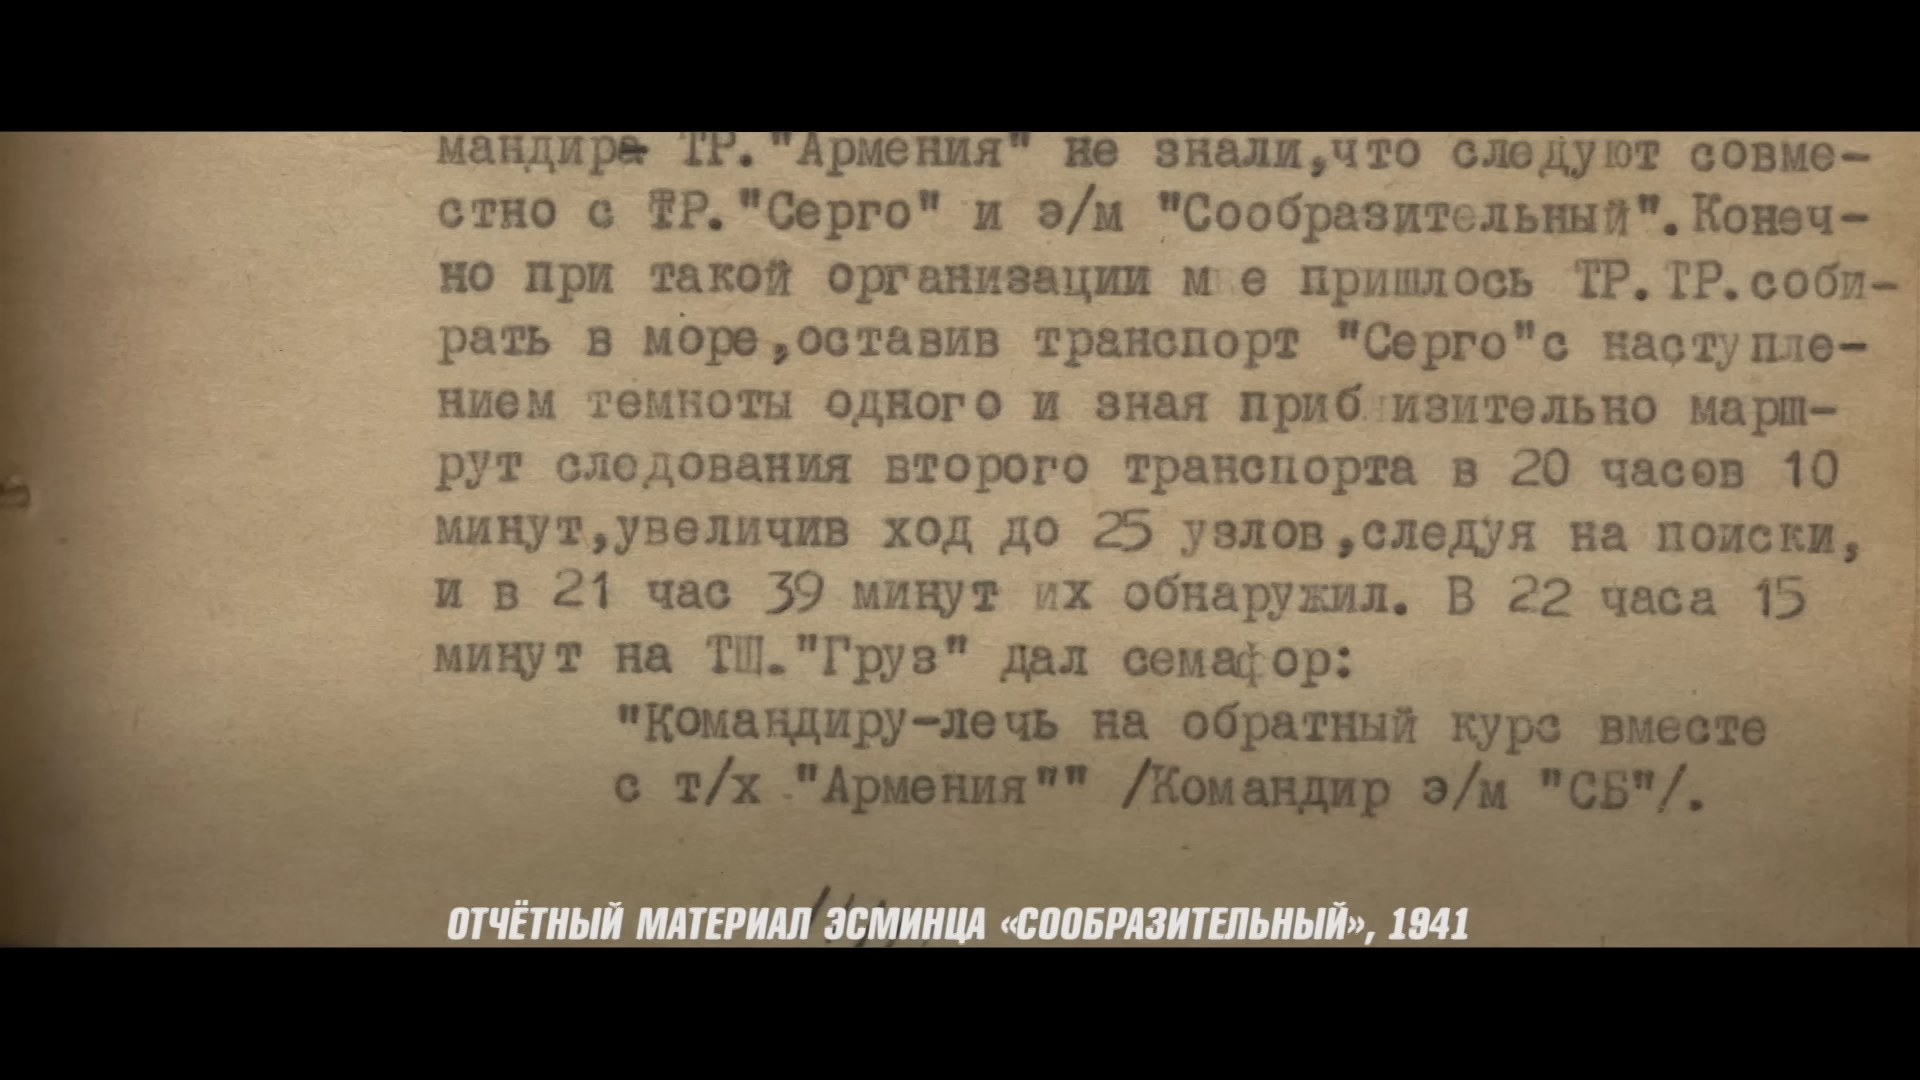 мандира ТР."Армения" не знали,что следуют совме-
стно с ТР."Серго" и э/м "Сообразительный".Конеч-
но при такой организации м е пришлось ТР.ТР.соби-
рать в море,оставив транспорт "Серго"с наступле-
нием темноты одного и зная приб изительно марш-
рут следования второго транспорта в 20 часов 10
минут,увеличив ход до 25 узлов,следуя на поиски,
и в 21 час 39 минут их обнаружил. В 22 часа 15
минут на ТЩ."Груз" дал семафор:
"Командиру-лечь на обратный курс вместе
с т/х "Армения"" /Командир э/м "СБ"/.
ОТЧЁТНЫЙ МАТЕРИАЛ ЭСМИНЦА «СООБРАЗИТЕЛЬНЫЙ», 1941